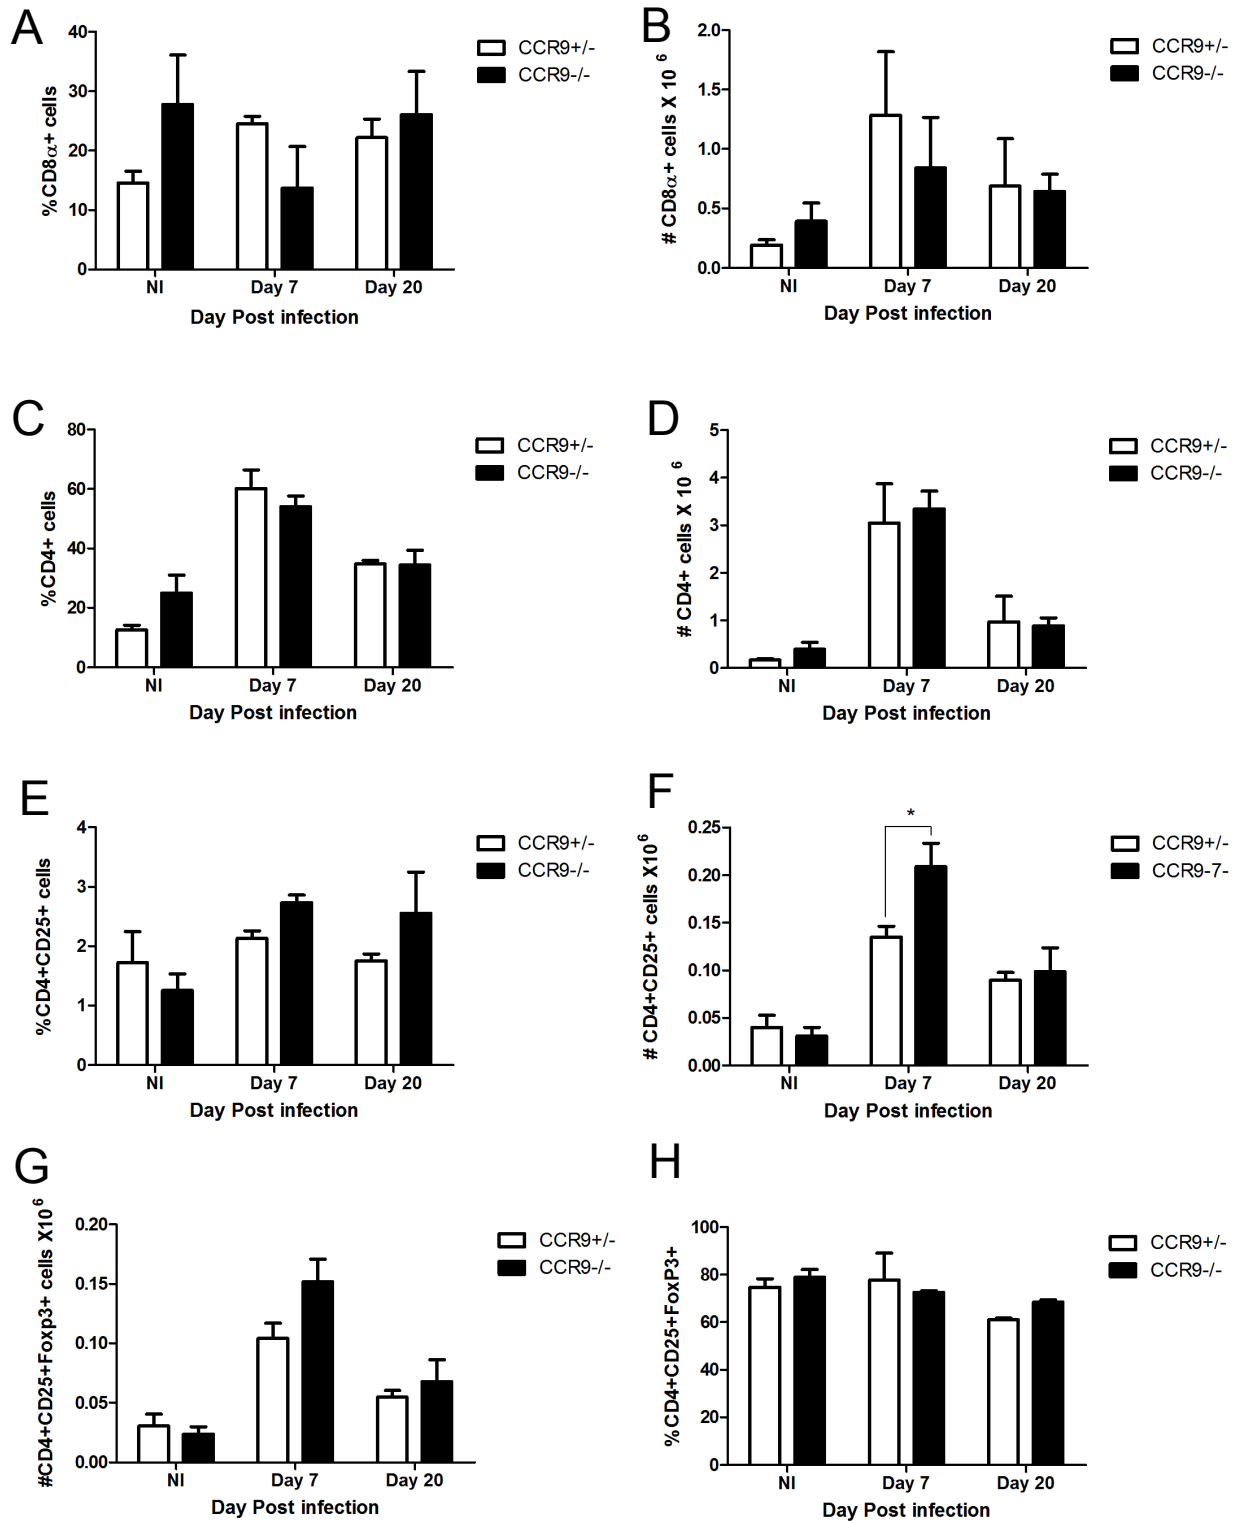 A
%CD8α+ cells
40
30
20
10
0
NI
Day 7
Day 20
Day Post infection
CCR9+/-
CCR9-/-
B
# CD8α+ cells X 10 6
2.0
1.5
1.0
0.5
0.0
NI
Day 7
Day 20
Day Post infection
CCR9+/-
CCR9-/-
C
%CD4+ cells
80
60
40
20
0
NI
Day 7
Day 20
Day Post infection
CCR9+/-
CCR9-/-
D
# CD4+ cells X 10 6
5
4
3
2
1
0
NI
Day 7
Day 20
Day Post infection
CCR9+/-
CCR9-/-
E
%CD4+CD25+ cells
4
3
2
1
0
NI
Day 7
Day 20
Day Post infection
CCR9+/-
CCR9-/-
F
# CD4+CD25+ cells X10 6
0.25
0.20
0.15
0.10
0.05
0.00
*
NI
Day 7
Day 20
Day Post infection
CCR9+/-
CCR9-7-
G
#CD4+CD25+Foxp3+ cells X10 6
0.20
0.15
0.10
0.05
0.00
NI
Day 7
Day 20
Day Post infection
CCR9+/-
CCR9-/-
H
%CD4+CD25+FoxP3+
100
80
60
40
20
0
NI
Day 7
Day 20
Day Post infection
CCR9+/-
CCR9-/-